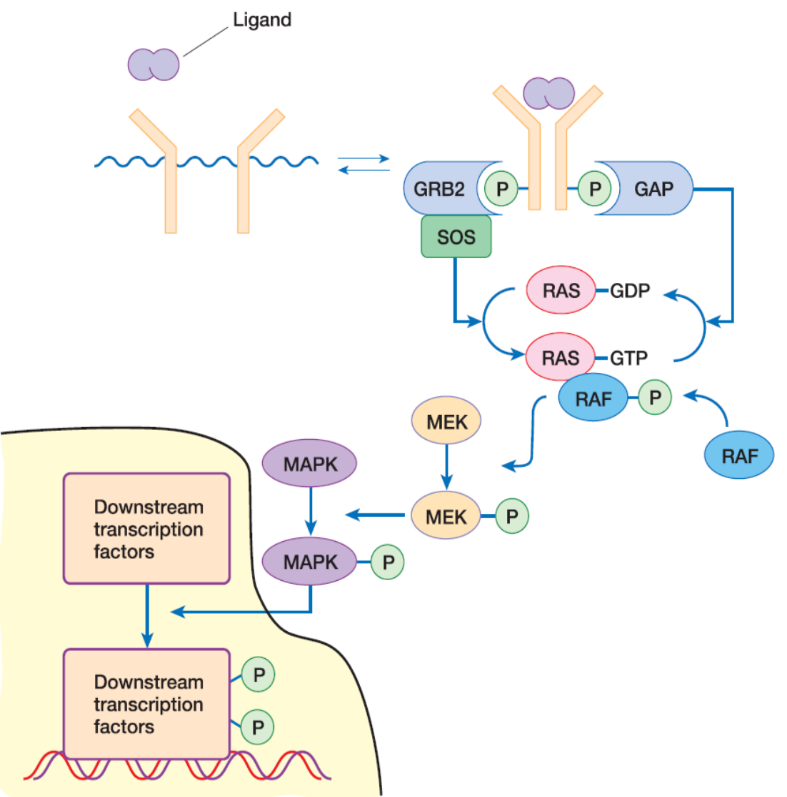 Ligand
GRB2
P
P
GAP
SOS
RAS
GDP
RAS
GTP
RAF
P
RAF
MEK
MEK
P
MAPK
MAPK
P
Downstream
transcription
factors
Downstream
transcription
factors
P
P